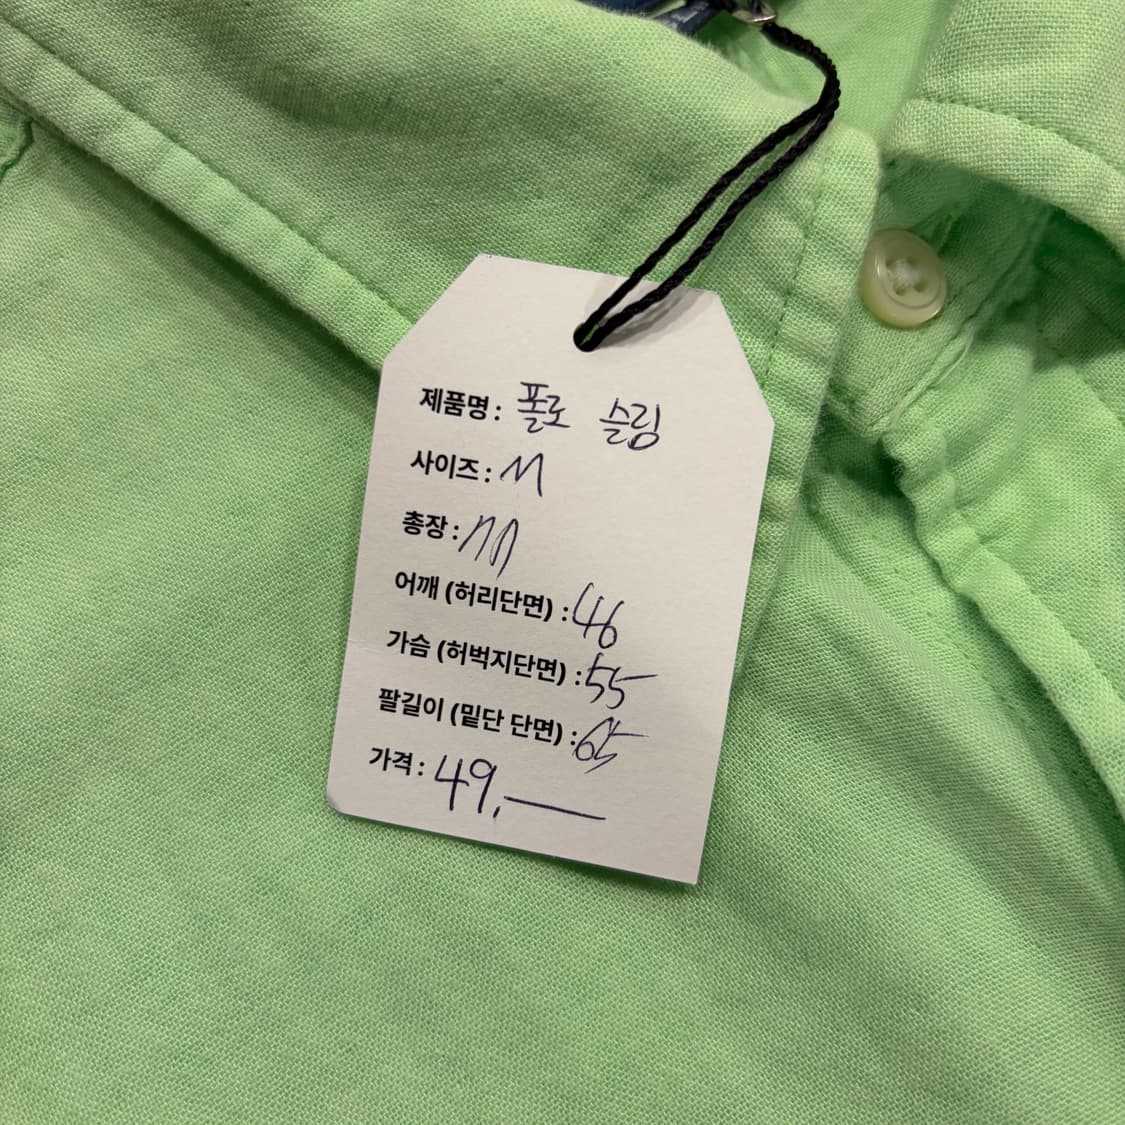 제품명 : 폴로 슬림
사이즈 : M
총장 : 77
어깨 (허리단면) : 46
가슴 (허벅지단면) : 55
팔길이 (밑단 단면) : 65
가격 : 49,—